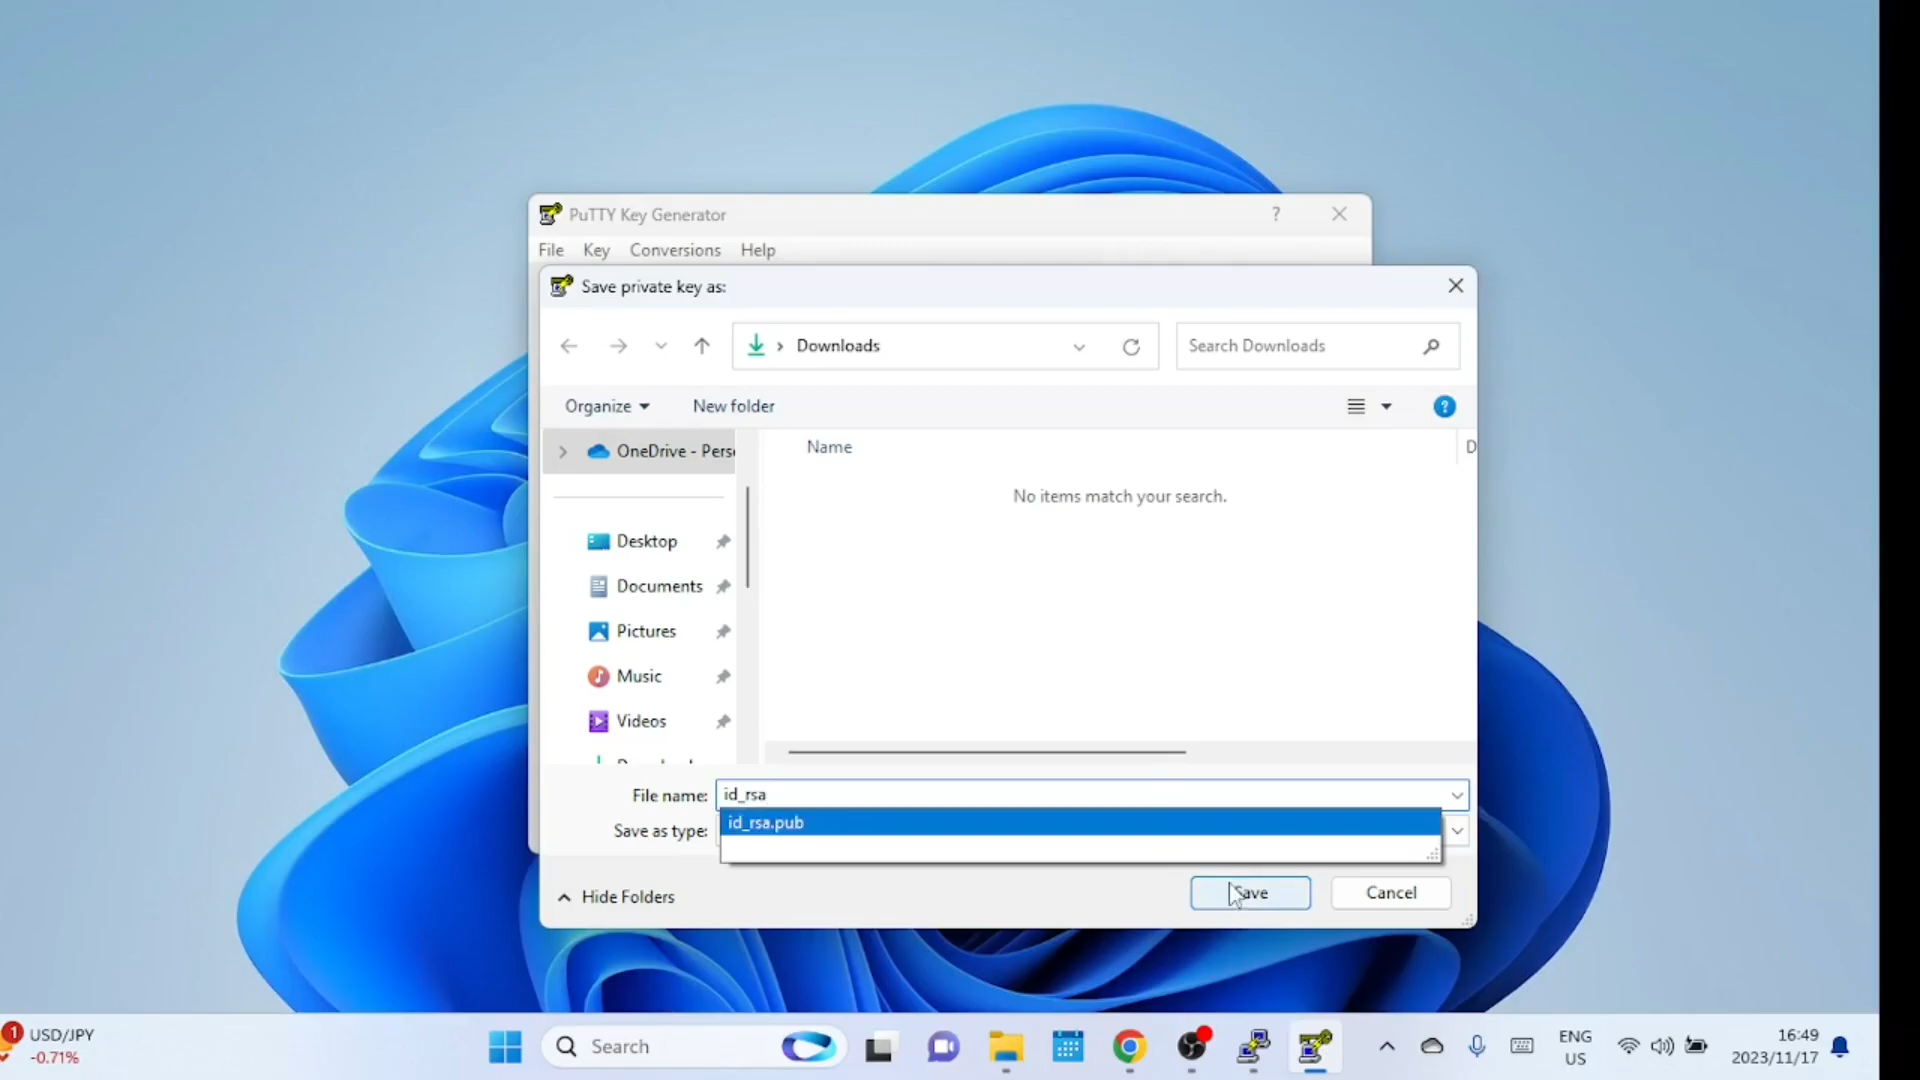 PuTTY Key Generator
?
File Key Conversions Help
Save private key as:
Downloads
Search Downloads
Organize New folder
?
OneDrive - Pers
Name
D
No items match your search.
Desktop
Documents
Pictures
Music
Videos
File name: id_rsa
id_rsa.pub
Save as type:
Hide Folders
Save
Cancel
1
USD/JPY
-0.71%
Search
ENG
US
16:49
2023/11/17